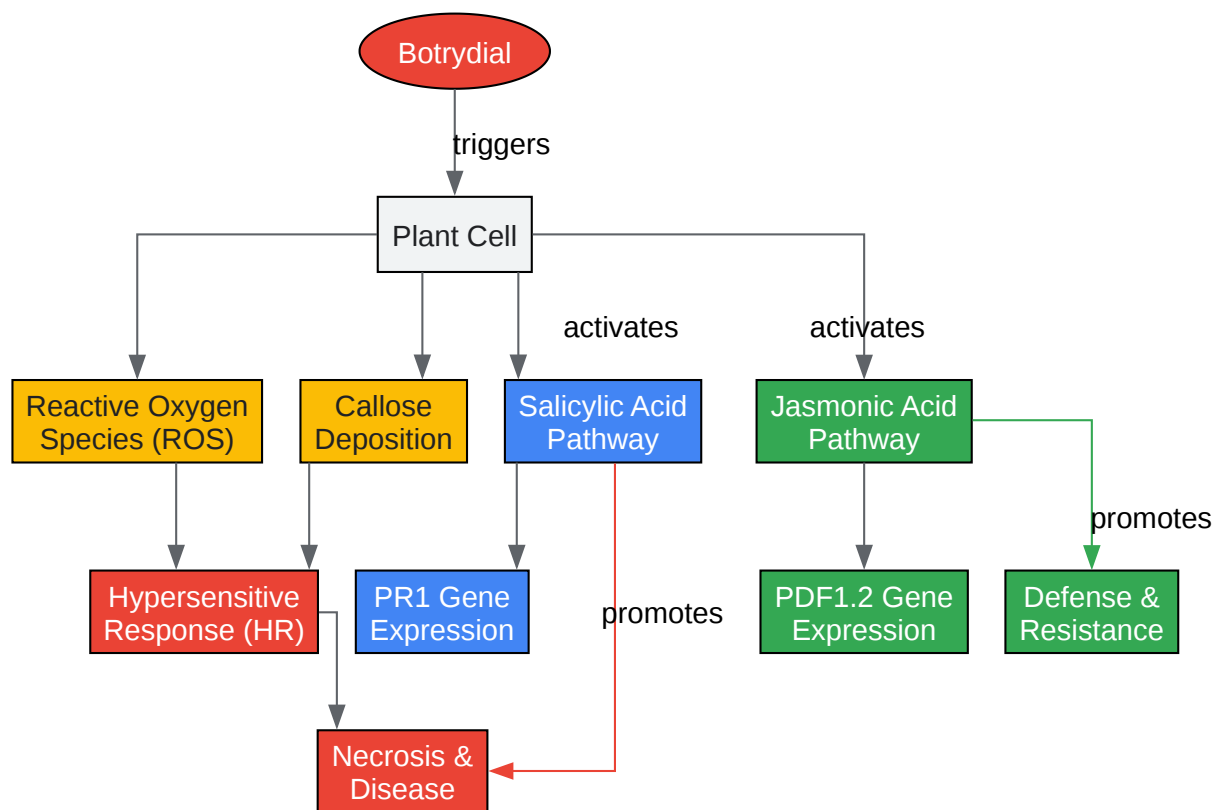 Botrydial
triggers
Plant Cell
activates
activates
Reactive Oxygen
Species (ROS)
Callose
Deposition
Salicylic Acid
Pathway
Jasmonic Acid
Pathway
promotes
Hypersensitive
Response (HR)
PR1 Gene
Expression
promotes
PDF1.2 Gene
Expression
Defense &
Resistance
Necrosis &
Disease